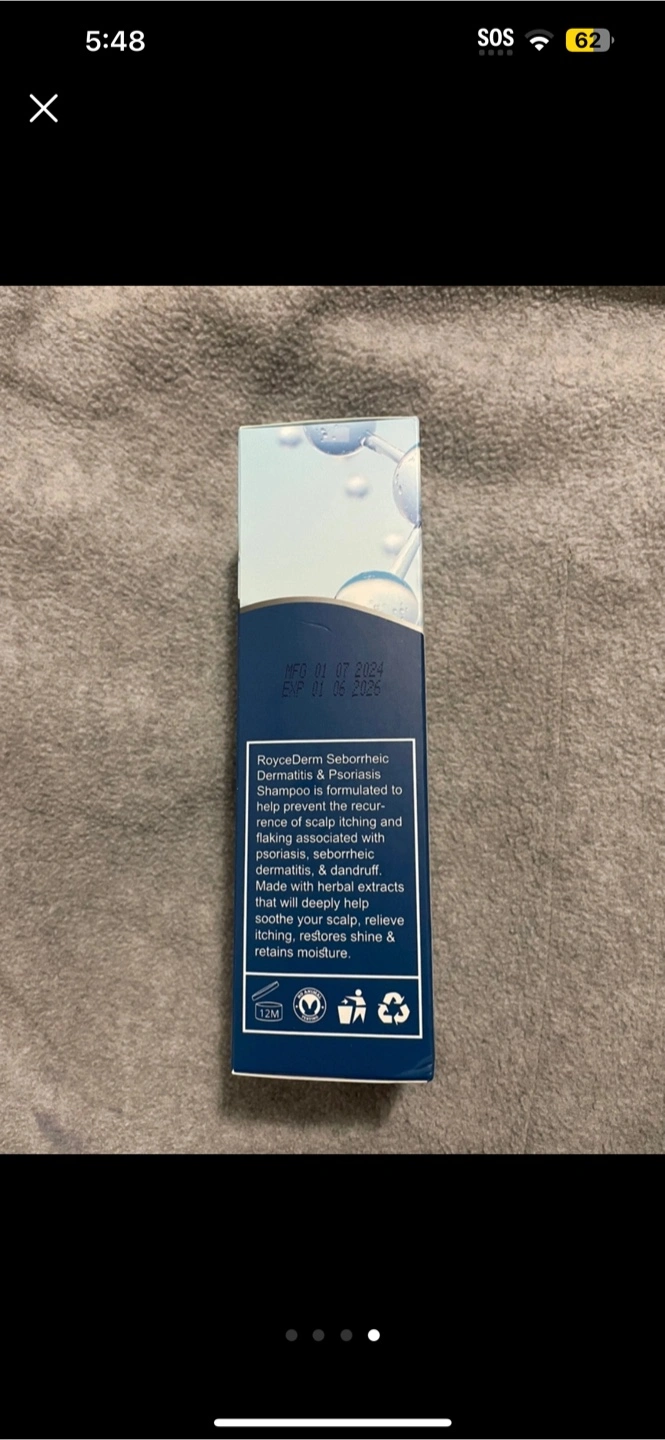 5:48
SOS
62
MFG 01 07 2024
EXP 01 06 2026
RoyceDerm Seborrheic
Dermatitis & Psoriasis
Shampoo is formulated to
help prevent the recur-
rence of scalp itching and
flaking associated with
psoriasis, seborrheic
dermatitis, & dandruff.
Made with herbal extracts
that will deeply help
soothe your scalp, relieve
itching, restores shine &
retains moisture.
12M